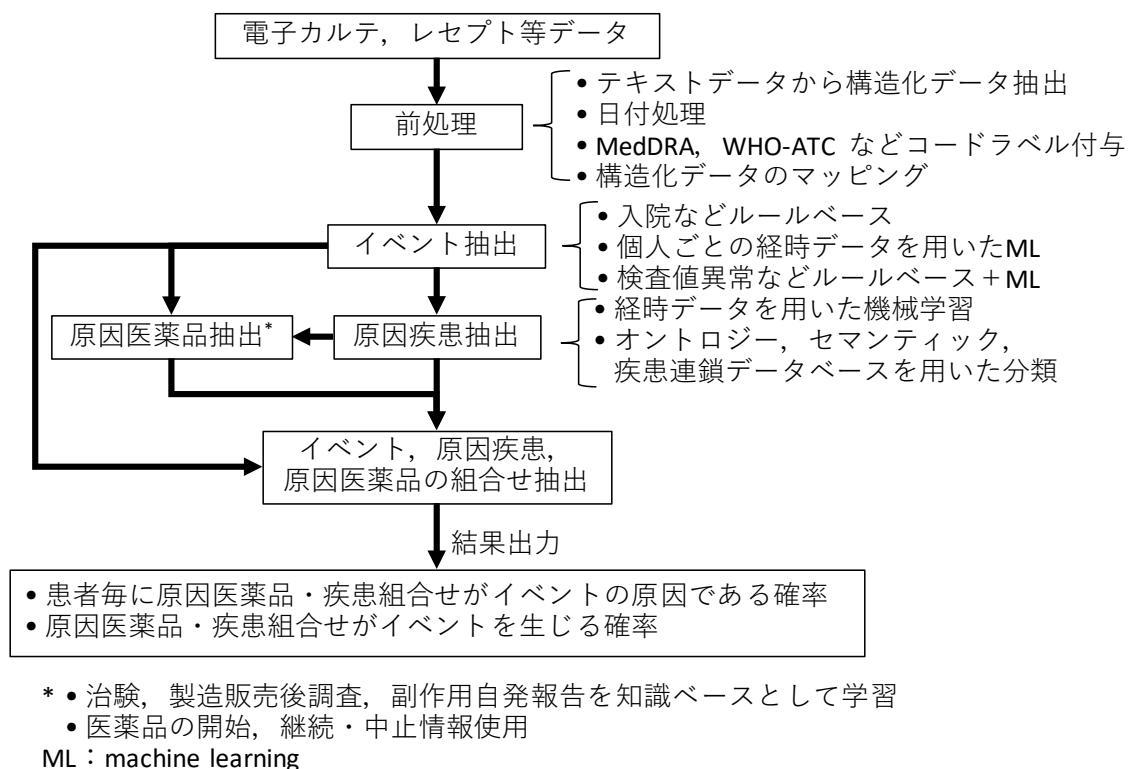 電子カルテ，レセプト等データ
前処理
• テキストデータから構造化データ抽出
• 日付処理
• MedDRA，WHO-ATC などコードラベル付与
• 構造化データのマッピング
イベント抽出
• 入院などルールベース
• 個人ごとの経時データを用いたML
• 検査値異常などルールベース＋ML
原因医薬品抽出*
原因疾患抽出
• 経時データを用いた機械学習
• オントロジー，セマンティック，
疾患連鎖データベースを用いた分類
イベント，原因疾患，
原因医薬品の組合せ抽出
結果出力
• 患者毎に原因医薬品・疾患組合せがイベントの原因である確率
• 原因医薬品・疾患組合せがイベントを生じる確率
* • 治験，製造販売後調査，副作用自発報告を知識ベースとして学習
• 医薬品の開始，継続・中止情報使用
ML：machine learning